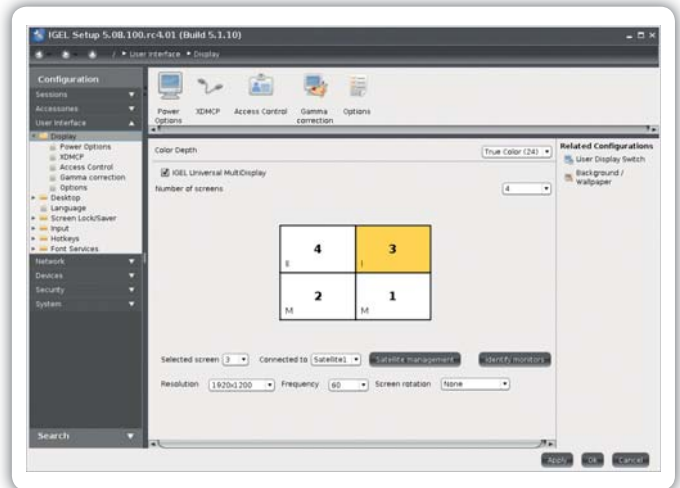 IGEL Setup 5.08.100.rc4.01 (Build 5.1.10)
/ User Interface Display
Configuration
Sessions
Accessories
User Interface
Display
Power Options
XDMCP
Access Control
Gamma correction
Options
Desktop
Language
Screen Lock/Saver
Input
Hotkeys
Font Services
Network
Devices
Security
System
Search
Power Options
XDMCP
Access Control
Gamma correction
Options
Color Depth
True Color (24)
IGEL Universal MultiDisplay
Number of screens
4
4
3
2
M
1
M
Selected screen 3 Connected to Satellite1 Satellite management Identify monitors
Resolution 1920x1200 Frequency 60 Screen rotation None
Related Configurations
User Display Switch
Background / Wallpaper
Apply Ok Cancel